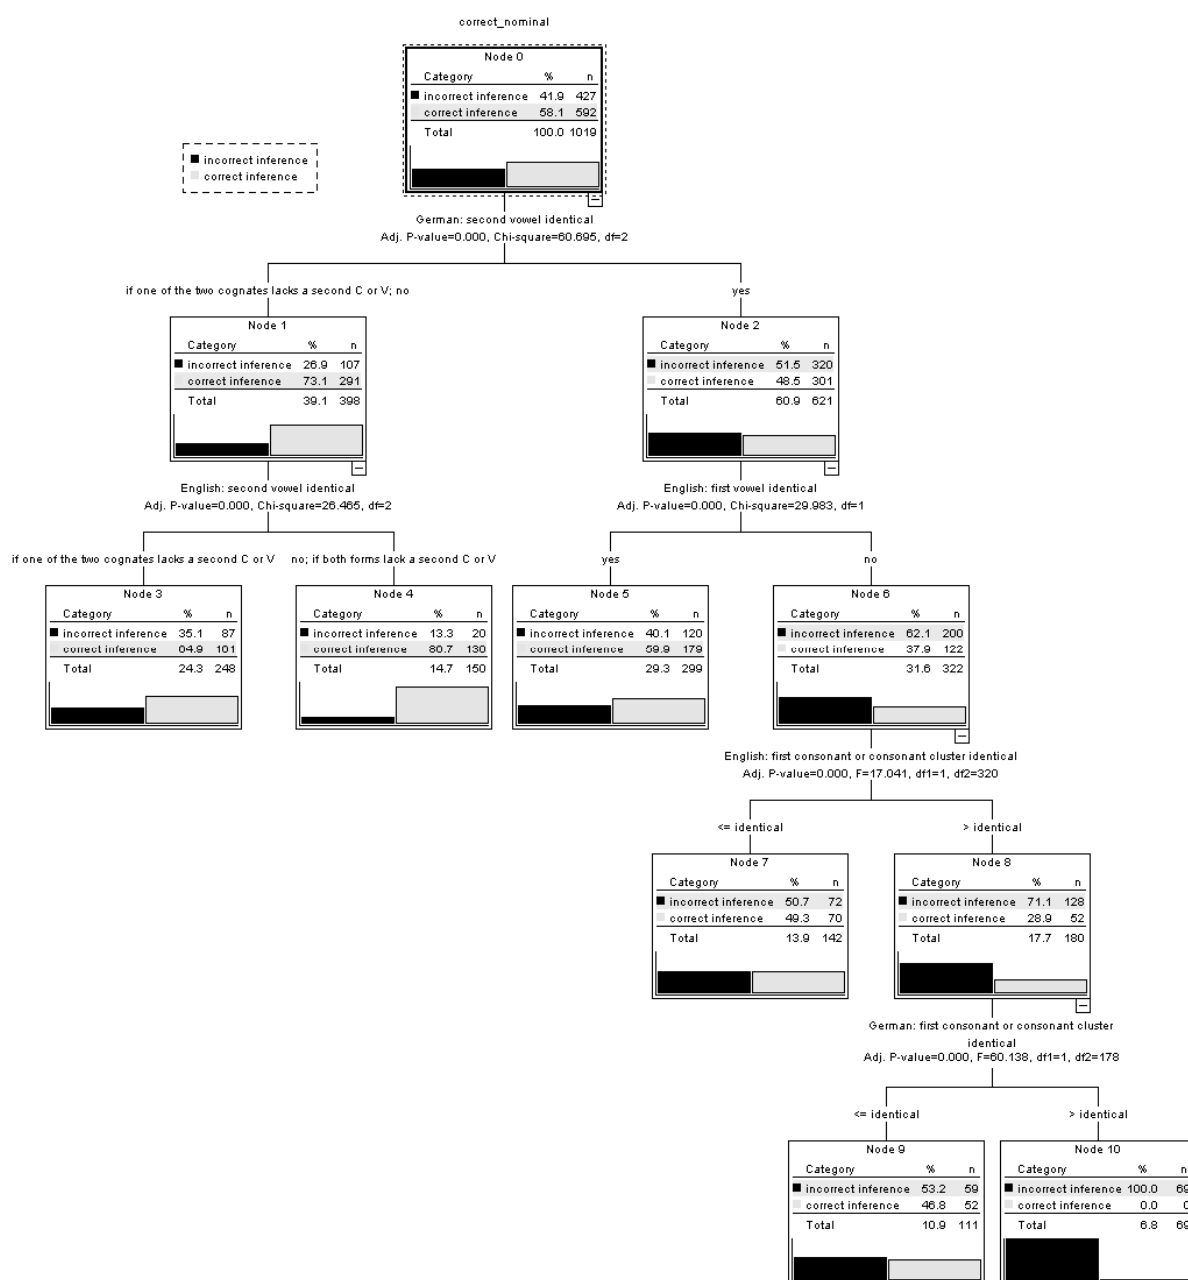 correct_nominal
Node 0
Category % n
incorrect inference 41.9 427
correct inference 58.1 592
Total 100.0 1019
incorrect inference
correct inference
German: second vowel identical
Adj. P-value=0.000, Chi-square=60.695, df=2
if one of the two cognates lacks a second C or V; no
yes
Node 1
Category % n
incorrect inference 26.9 107
correct inference 73.1 291
Total 39.1 398
Node 2
Category % n
incorrect inference 51.5 320
correct inference 48.5 301
Total 60.9 621
English: second vowel identical
Adj. P-value=0.000, Chi-square=26.465, df=2
English: first vowel identical
Adj. P-value=0.000, Chi-square=29.983, df=1
if one of the two cognates lacks a second C or V
no; if both forms lack a second C or V
yes
no
Node 3
Category % n
incorrect inference 35.1 87
correct inference 64.9 161
Total 24.3 248
Node 4
Category % n
incorrect inference 13.3 20
correct inference 86.7 130
Total 14.7 150
Node 5
Category % n
incorrect inference 40.1 120
correct inference 59.9 179
Total 29.3 299
Node 6
Category % n
incorrect inference 62.1 200
correct inference 37.9 122
Total 31.6 322
English: first consonant or consonant cluster identical
Adj. P-value=0.000, F=17.041, df1=1, df2=320
<= identical
> identical
Node 7
Category % n
incorrect inference 50.7 72
correct inference 49.3 70
Total 13.9 142
Node 8
Category % n
incorrect inference 71.1 128
correct inference 28.9 52
Total 17.7 180
German: first consonant or consonant cluster
identical
Adj. P-value=0.000, F=60.138, df1=1, df2=178
<= identical
> identical
Node 9
Category % n
incorrect inference 53.2 59
correct inference 46.8 52
Total 10.9 111
Node 10
Category % n
incorrect inference 100.0 69
correct inference 0.0 0
Total 6.8 69